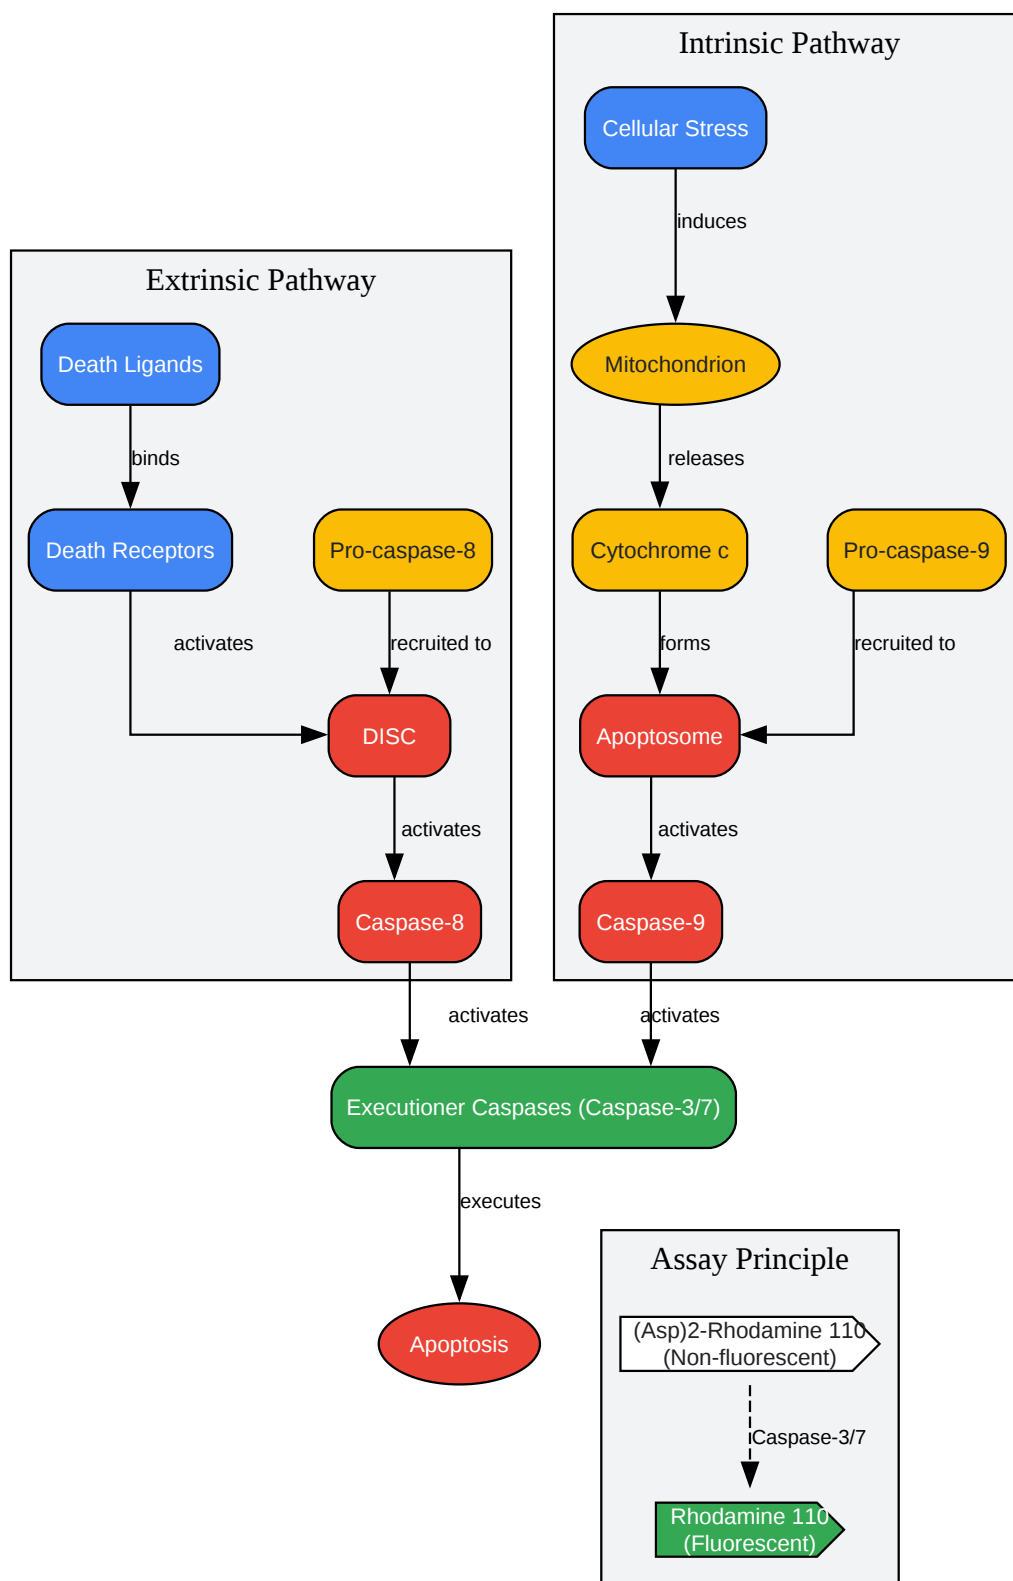 Intrinsic Pathway
Cellular Stress
induces
Extrinsic Pathway
Death Ligands
Mitochondrion
binds
releases
Death Receptors
Pro-caspase-8
Cytochrome c
Pro-caspase-9
activates
recruited to
forms
recruited to
DISC
Apoptosome
activates
activates
Caspase-8
Caspase-9
activates
activates
Executioner Caspases (Caspase-3/7)
executes
Assay Principle
Apoptosis
(Asp)2-Rhodamine 110
(Non-fluorescent)
Caspase-3/7
Rhodamine 110
(Fluorescent)